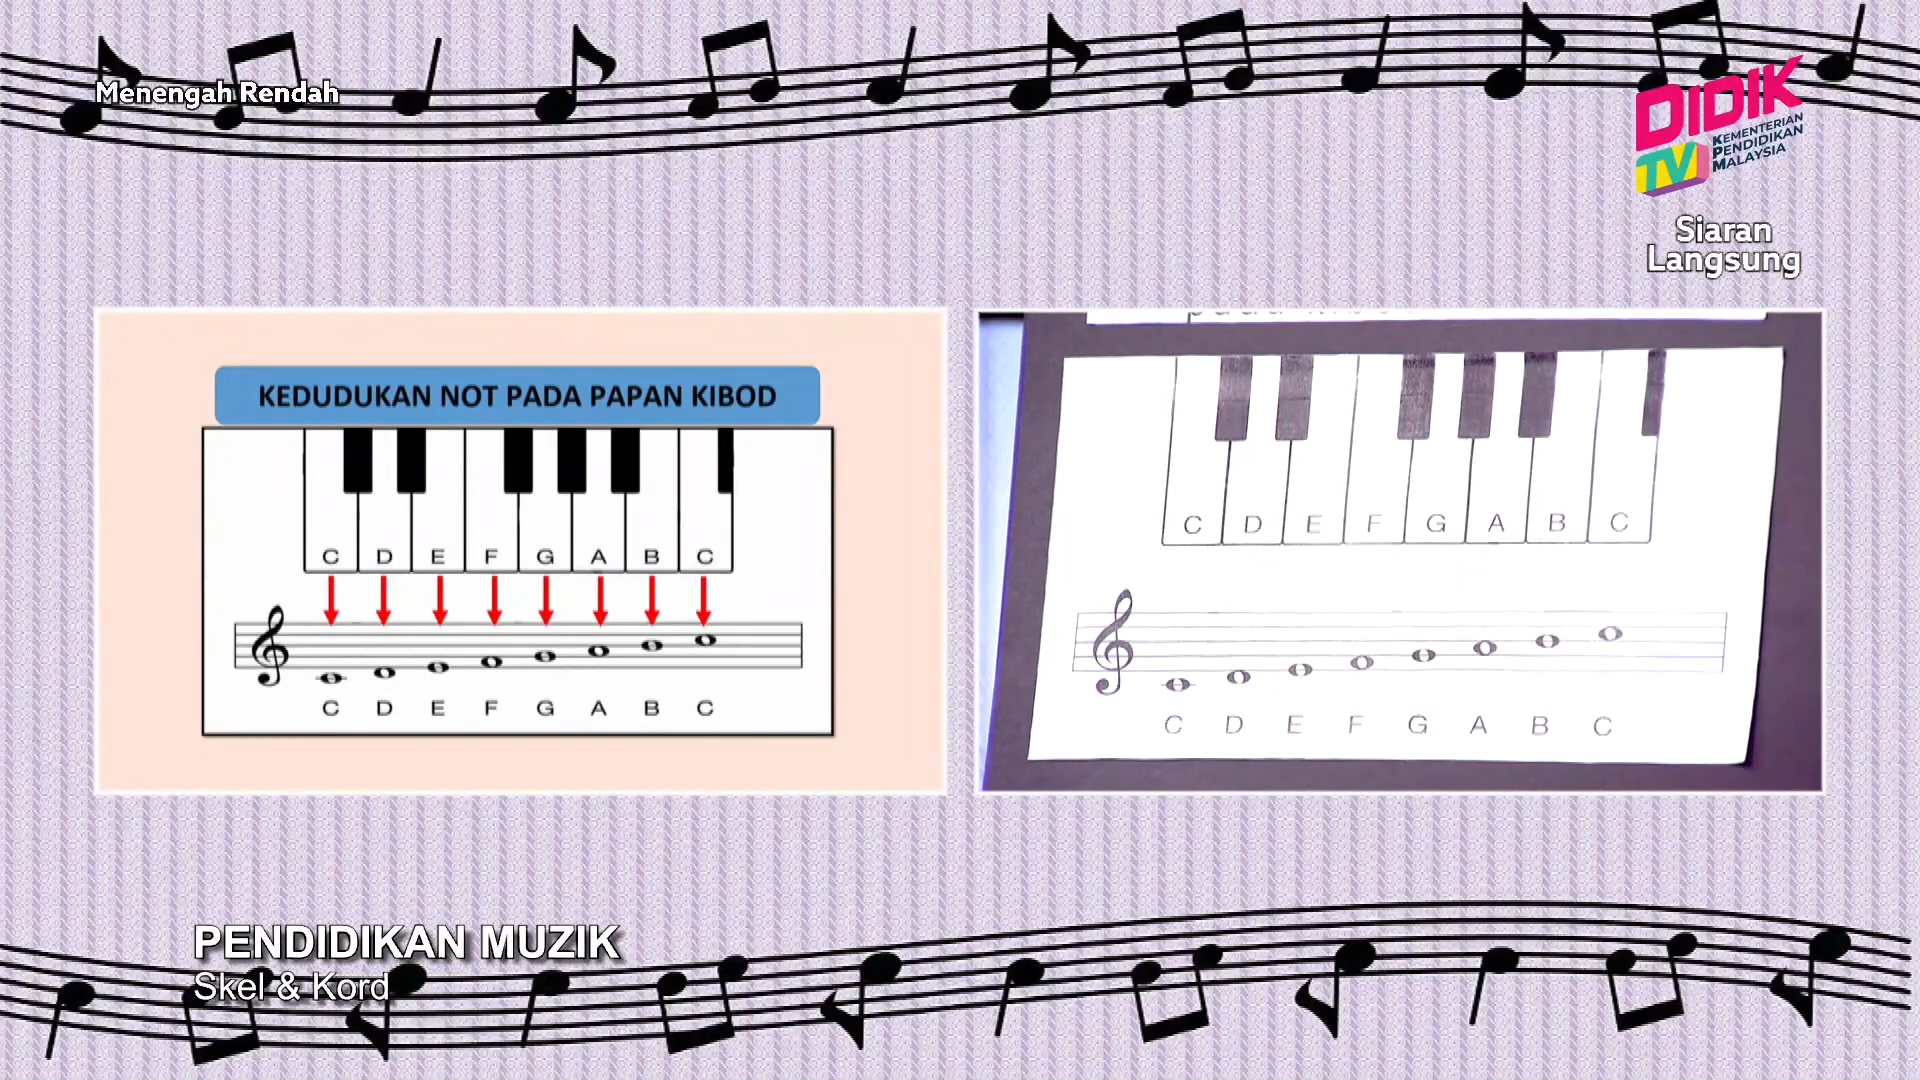 Menengah Rendah
DIDIK
TV
KEMENTERIAN
PENDIDIKAN
MALAYSIA
Siaran
Langsung
KEDUDUKAN NOT PADA PAPAN KIBOD
C D E F G A B C
C D E F G A B C
C D E F G A B C
C D E F G A B C
PENDIDIKAN MUZIK
Skel & Kord